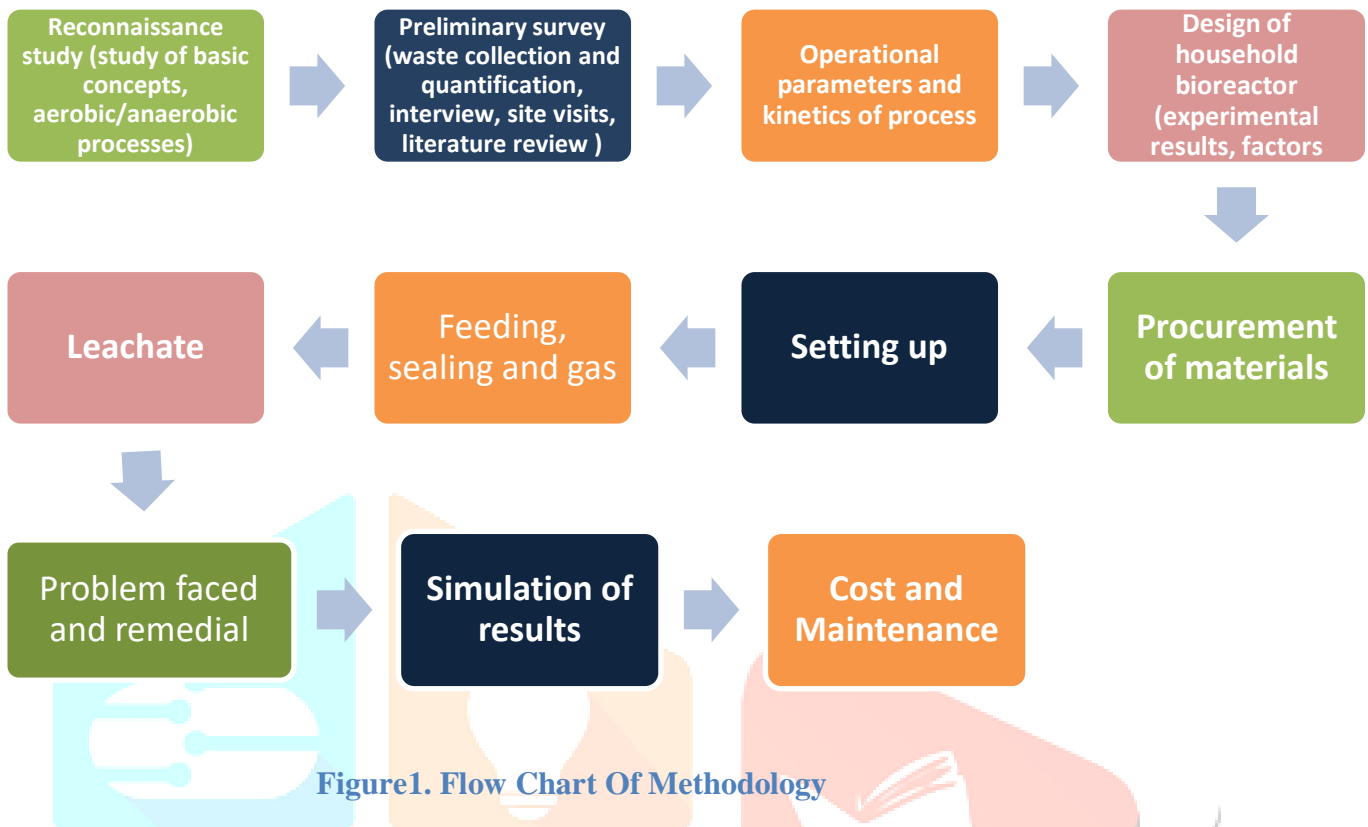 Reconnaissance
study (study of basic
concepts,
aerobic/anaerobic
processes)
Preliminary survey
(waste collection and
quantification,
interview, site visits,
literature review )
Operational
parameters and
kinetics of process
Design of
household
bioreactor
(experimental
results, factors
Procurement
of materials
Setting up
Feeding,
sealing and gas
Leachate
Problem faced
and remedial
Simulation of
results
Cost and
Maintenance
Figure1. Flow Chart Of Methodology